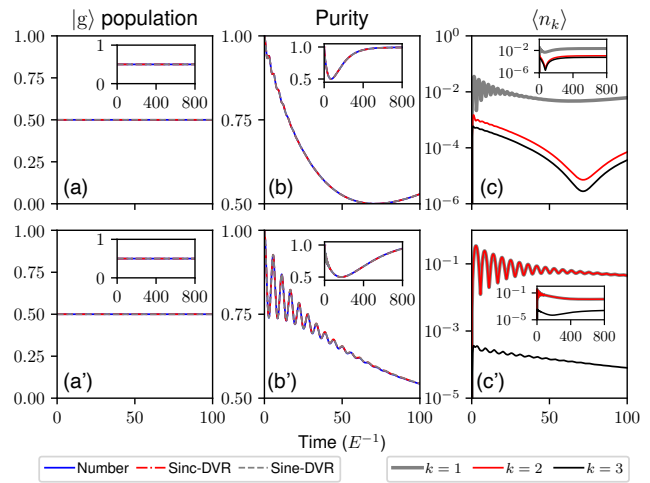 |g⟩ population Purity ⟨n_k⟩
1.00
0.75
0.50
0.25
0.00
1
0
0 400 800
(a)
1.00
0.75
0.50
1.0
0.5
0 400 800
(b)
10⁻²
10⁻⁴
10⁻⁶
10⁻²
10⁻⁶
0 400 800
(c)
1.00
0.75
0.50
0.25
0.00
1
0
0 400 800
(a')
0 100
1.00
0.75
0.50
1.0
0.5
0 400 800
(b')
0 50 100
10⁻¹
10⁻³
10⁻⁵
10⁻¹
10⁻⁵
0 400 800
(c')
0 100
Time (E⁻¹)
Number Sinc-DVR Sine-DVR
k = 1 k = 2 k = 3